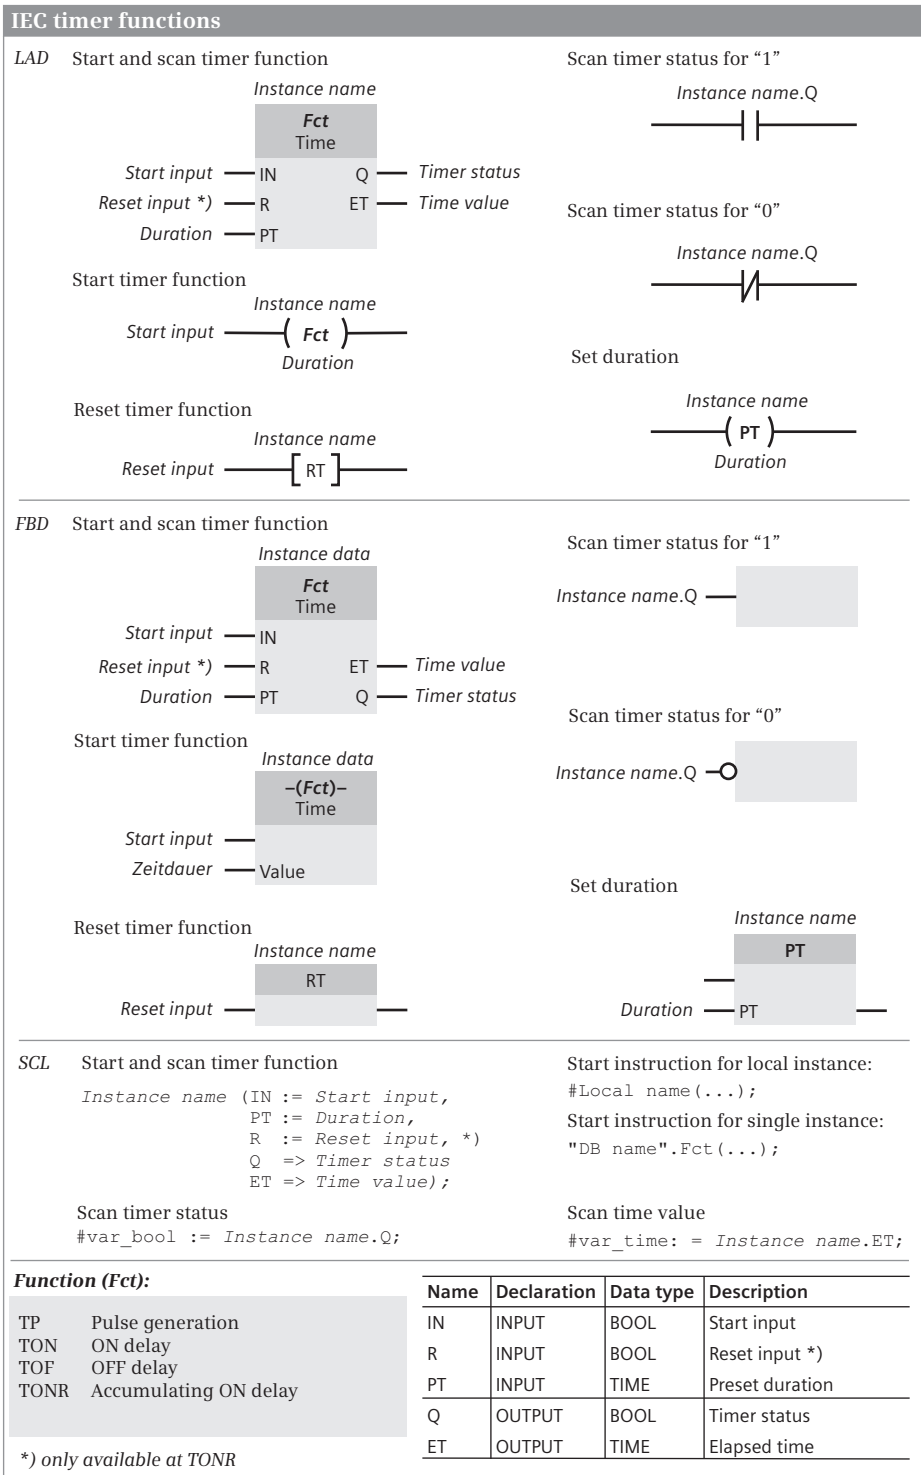 IEC timer functions
LAD Start and scan timer function
Instance name
Fct
Time
Start input IN Q Timer status
Reset input *) R ET Time value
Duration PT
Scan timer status for “1”
Instance name.Q
Scan timer status for “0”
Instance name.Q
Start timer function
Instance name
Start input Fct
Duration
Set duration
Instance name
PT
Duration
Reset timer function
Instance name
Reset input RT
FBD Start and scan timer function
Instance data
Fct
Time
Start input IN
Reset input *) R ET Time value
Duration PT Q Timer status
Scan timer status for “1”
Instance name.Q
Scan timer status for “0”
Instance name.Q
Start timer function
Instance data
–(Fct)–
Time
Start input
Zeitdauer Value
Set duration
Instance name
PT
Duration PT
Reset timer function
Instance name
RT
Reset input
SCL Start and scan timer function
Instance name (IN := Start input,
PT := Duration,
R := Reset input, *)
Q => Timer status
ET => Time value);
Start instruction for local instance:
#Local name(...);
Start instruction for single instance:
"DB name".Fct(...);
Scan timer status
#var_bool := Instance name.Q;
Scan time value
#var_time: = Instance name.ET;
Function (Fct):
TP Pulse generation
TON ON delay
TOF OFF delay
TONR Accumulating ON delay
*) only available at TONR
Name Declaration Data type Description
IN INPUT BOOL Start input
R INPUT BOOL Reset input *)
PT INPUT TIME Preset duration
Q OUTPUT BOOL Timer status
ET OUTPUT TIME Elapsed time